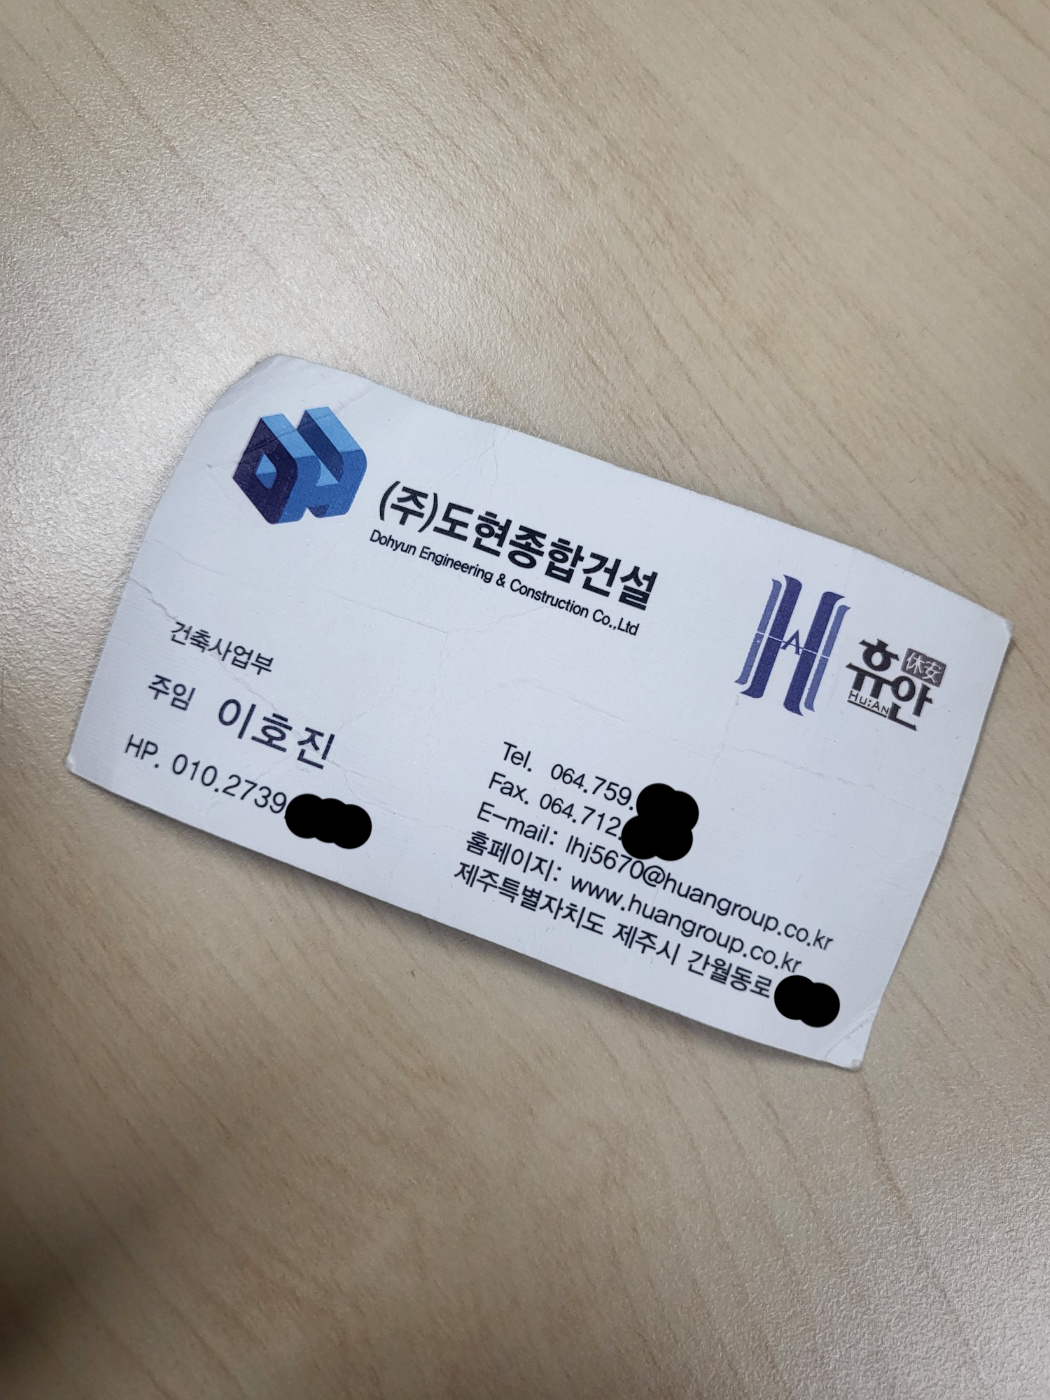 (주)도현종합건설
Dohyun Engineering & Construction Co.,Ltd
H
A
휴안
休安
HU:AN
건축사업부
주임 이호진
HP. 010.2739
Tel. 064.759.
Fax. 064.712.
E-mail: lhj5670@huangroup.co.kr
홈페이지: www.huangroup.co.kr
제주특별자치도 제주시 간월동로